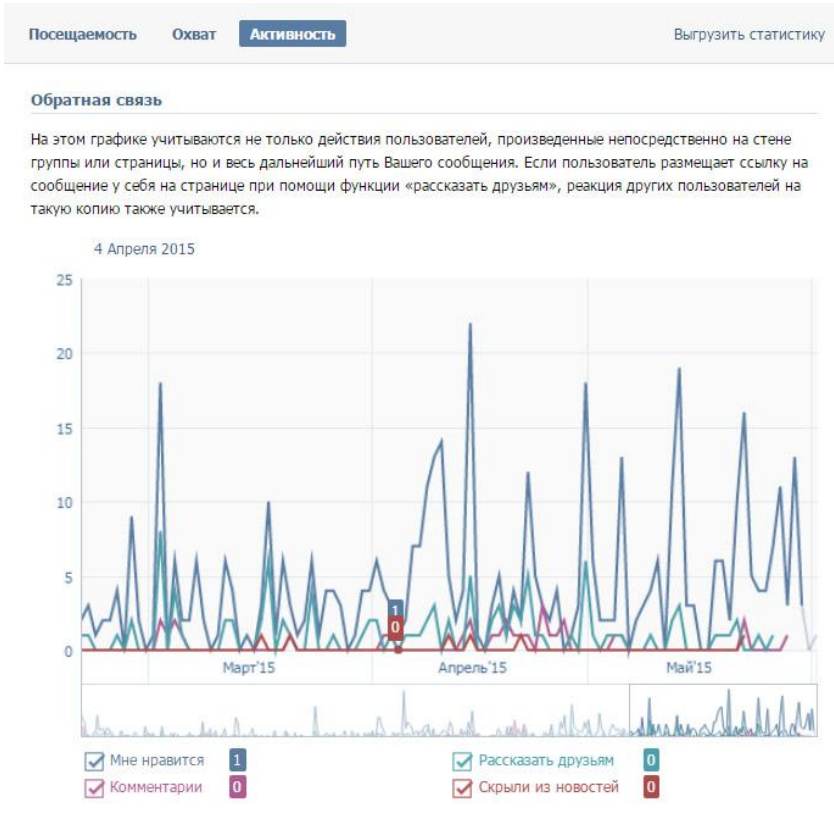 Посещаемость Охват Активность Выгрузить статистику
Обратная связь
На этом графике учитываются не только действия пользователей, произведенные непосредственно на стене
группы или страницы, но и весь дальнейший путь Вашего сообщения. Если пользователь размещает ссылку на
сообщение у себя на странице при помощи функции «рассказать друзьям», реакция других пользователей на
такую копию также учитывается.
4 Апреля 2015
25
20
15
10
5
1
0
0
Март'15 Апрель'15 Май'15
Мне нравится 1 Рассказать друзьям 0
Комментарии 0 Скрыли из новостей 0